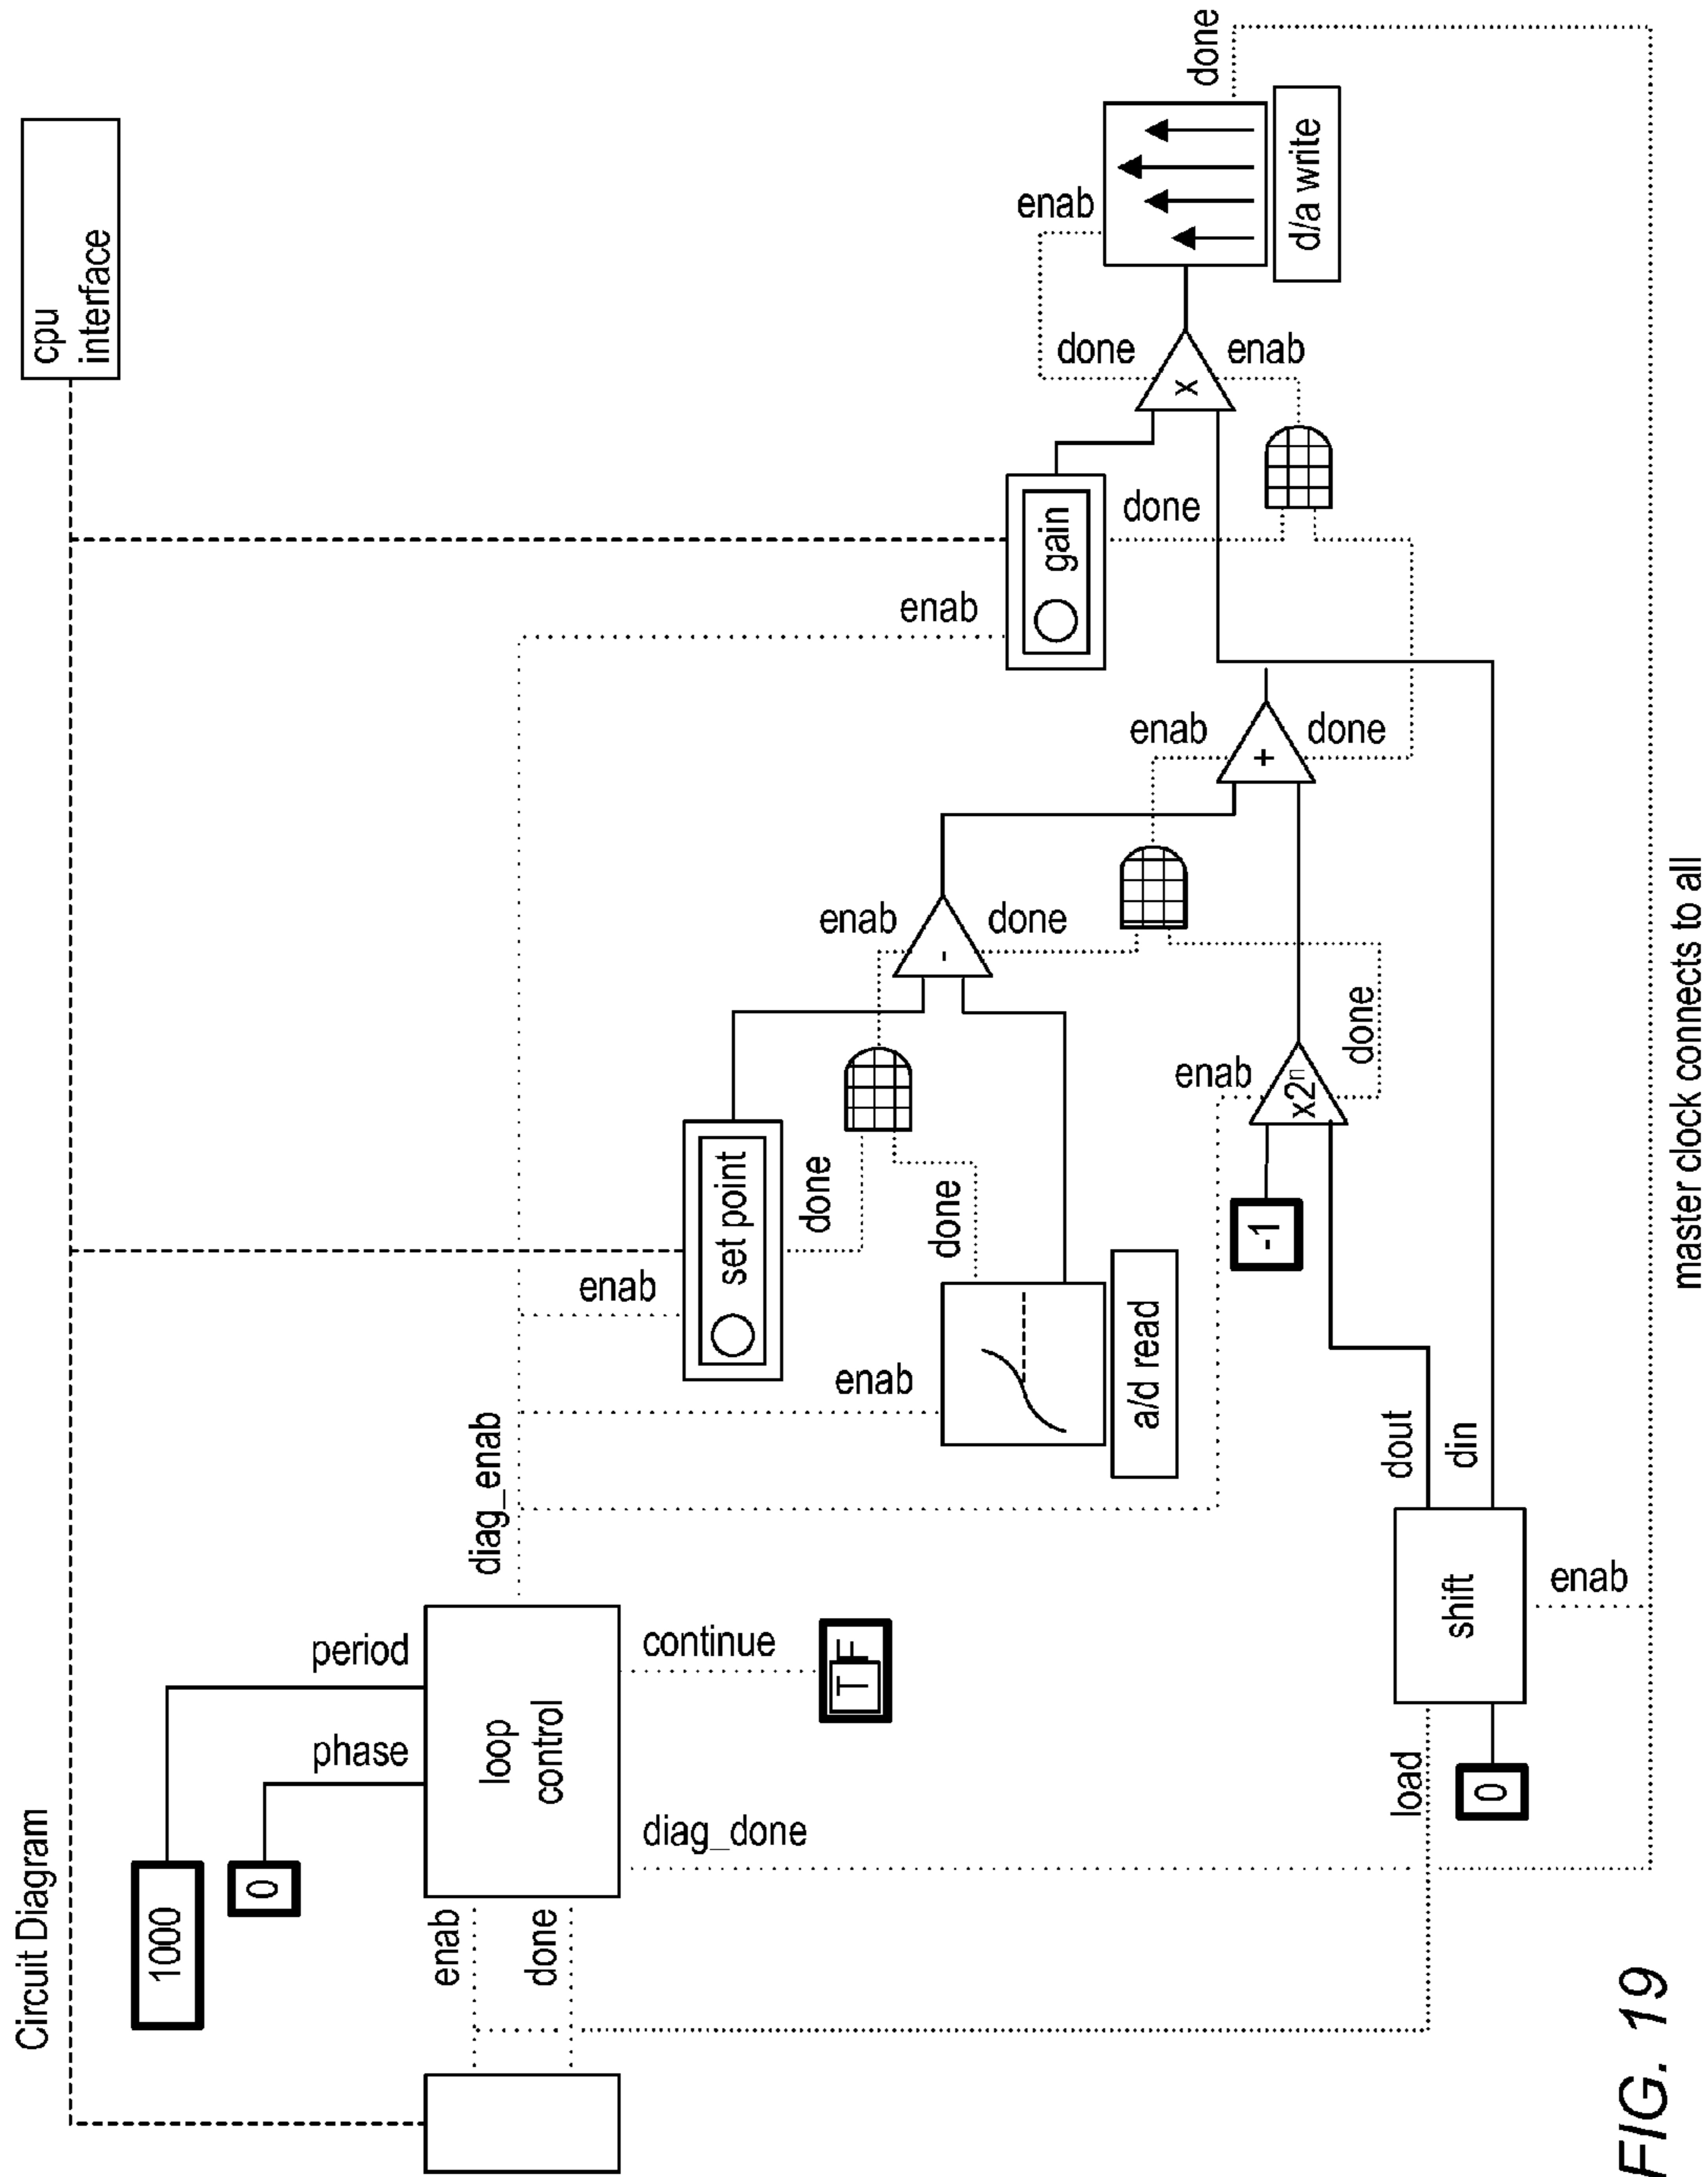 Circuit Diagram
cpu
interface
1000
0
phase
period
enab
done
loop
control
diag_enab
continue
T F
diag_done
enab
set point
done
enab
done
a/d read
enab
-
done
enab
gain
done
enab
x2ⁿ
done
-1
enab
+
done
done
x
enab
enab
d/a write
done
load
0
shift
dout
din
enab
master clock connects to all
FIG. 19